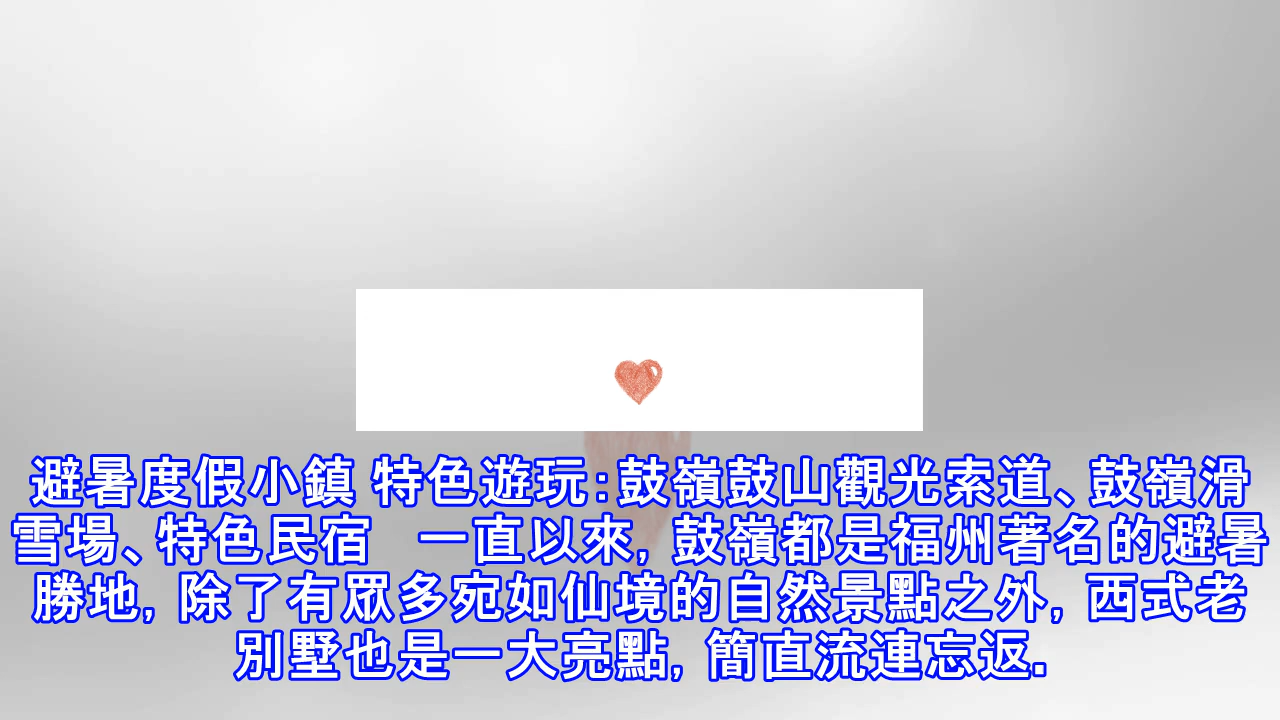 避暑度假小鎮 特色遊玩:鼓嶺鼓山觀光索道、鼓嶺滑
雪場、特色民宿　一直以來, 鼓嶺都是福州著名的避暑
勝地, 除了有眾多宛如仙境的自然景點之外, 西式老
別墅也是一大亮點, 簡直流連忘返.